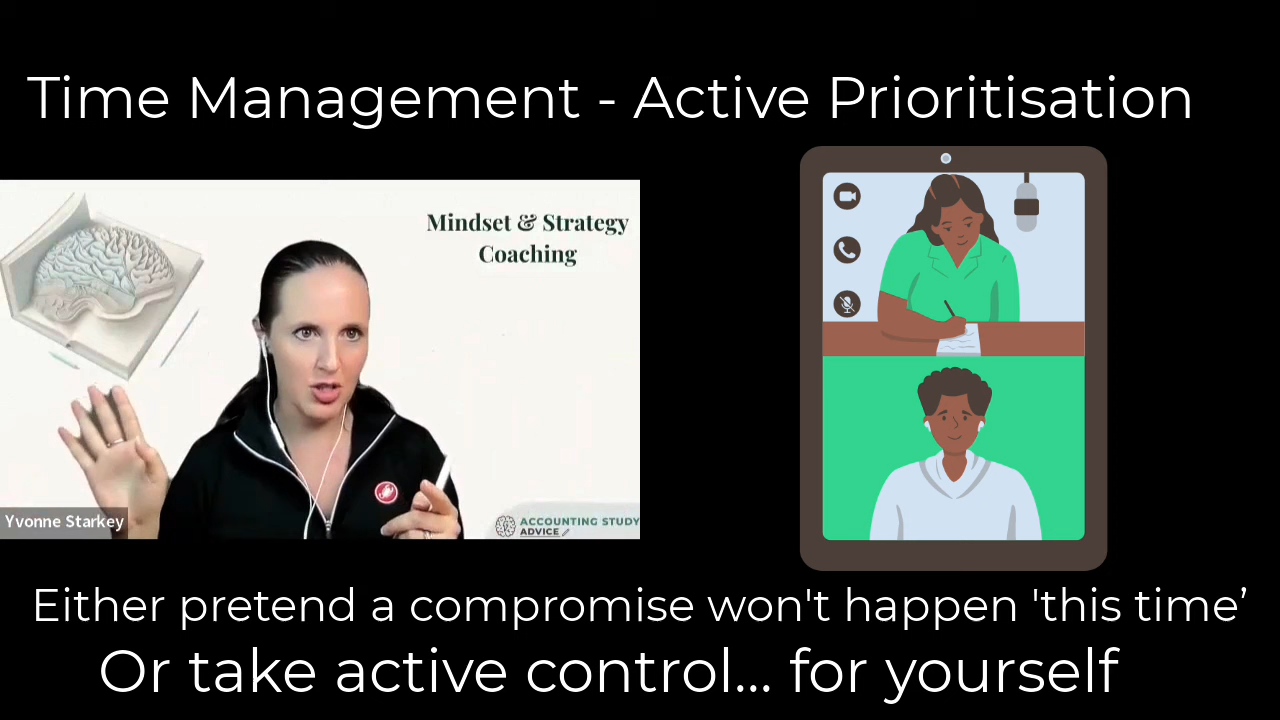 Time Management - Active Prioritisation
Mindset & Strategy
Coaching
Yvonne Starkey
ACCOUNTING STUDY
ADVICE
Either pretend a compromise won't happen 'this time’
Or take active control... for yourself